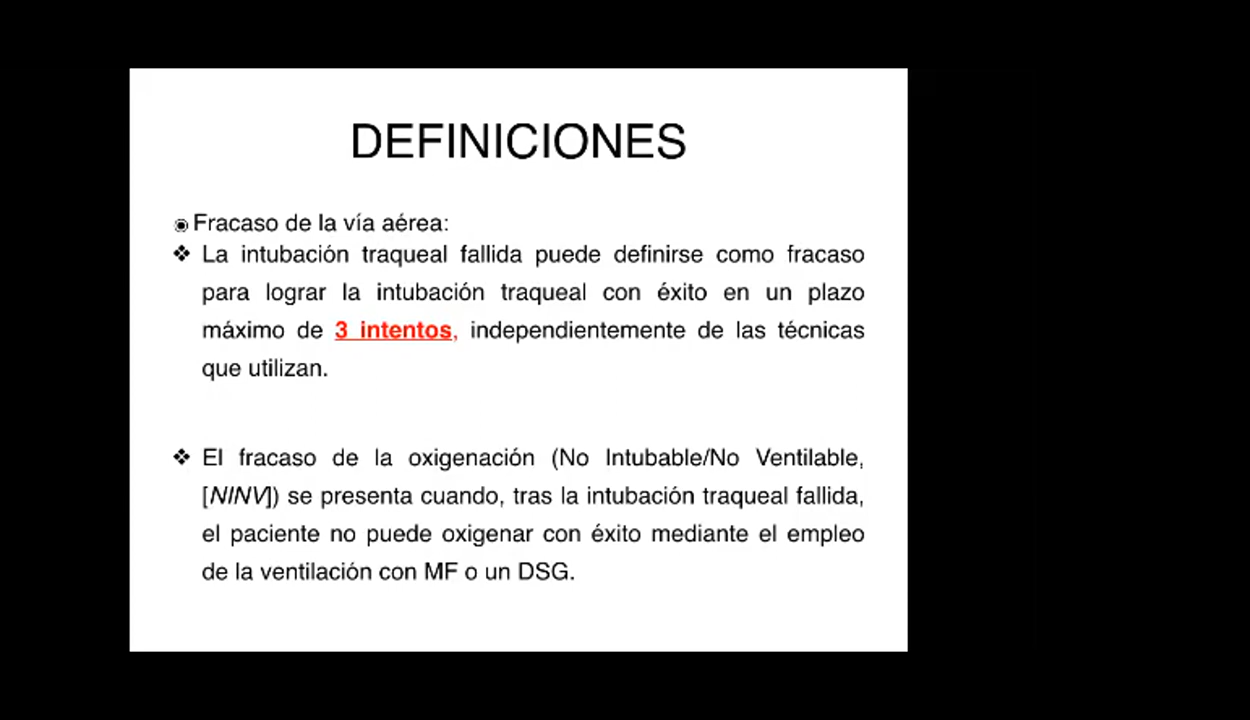 DEFINICIONES
Fracaso de la vía aérea:
La intubación traqueal fallida puede definirse como fracaso
para lograr la intubación traqueal con éxito en un plazo
máximo de 3 intentos, independientemente de las técnicas
que utilizan.
El fracaso de la oxigenación (No Intubable/No Ventilable,
[NINV]) se presenta cuando, tras la intubación traqueal fallida,
el paciente no puede oxigenar con éxito mediante el empleo
de la ventilación con MF o un DSG.